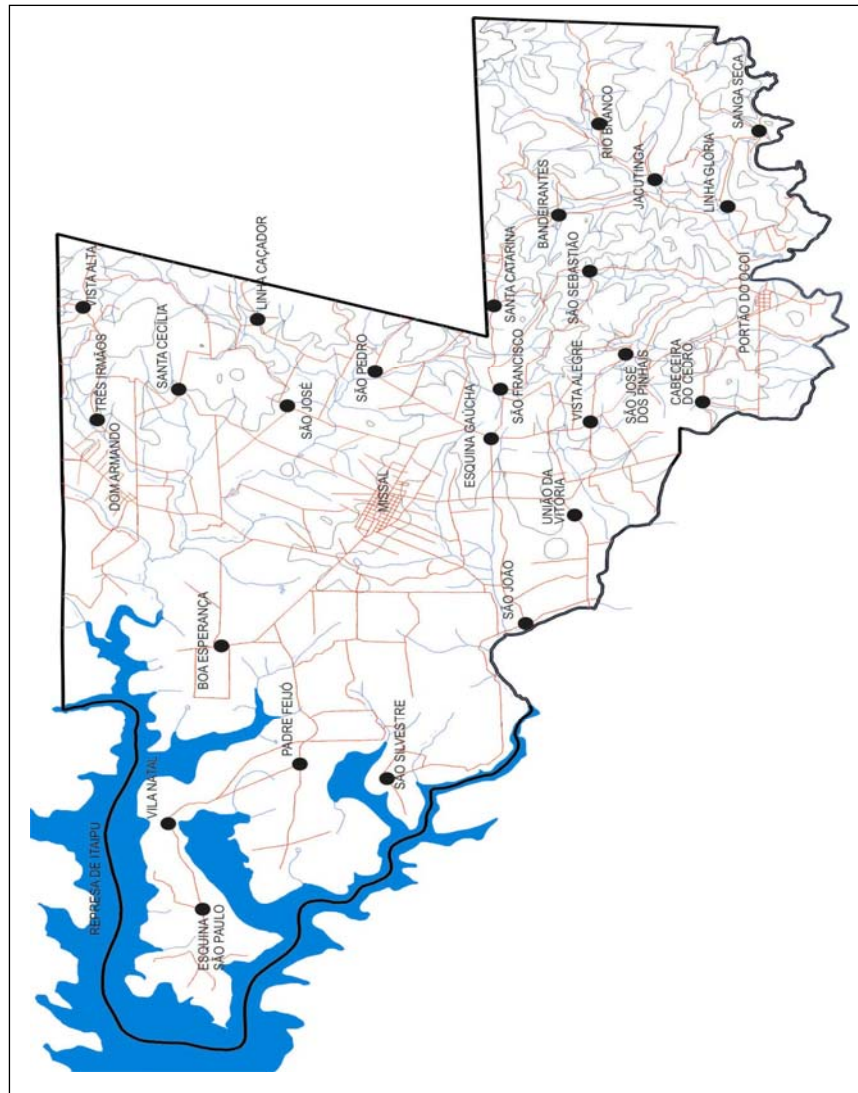 VISTA ALTA
TRÊS IRMÃOS
DOM ARMANDO
SANTA CECÍLIA
LINHA CAÇADOR
SÃO JOSÉ
SÃO PEDRO
MISSAL
BOA ESPERANÇA
PADRE FEIJÓ
SÃO SILVESTRE
VILA NATAL
REPRESA DE ITAIPU
ESQUINA
SÃO PAULO
SANGA SECA
RIO BRANCO
JACUTINGA
LINHA GLÓRIA
BANDEIRANTES
SANTA CATARINA
SÃO SEBASTIÃO
PORTÃO DO OCOÍ
SÃO FRANCISCO
ESQUINA GAÚCHA
VISTA ALEGRE
SÃO JOSÉ
DOS PINHAIS
CABECEIRA
DO CEDRO
UNIÃO DA
VITÓRIA
SÃO JOÃO